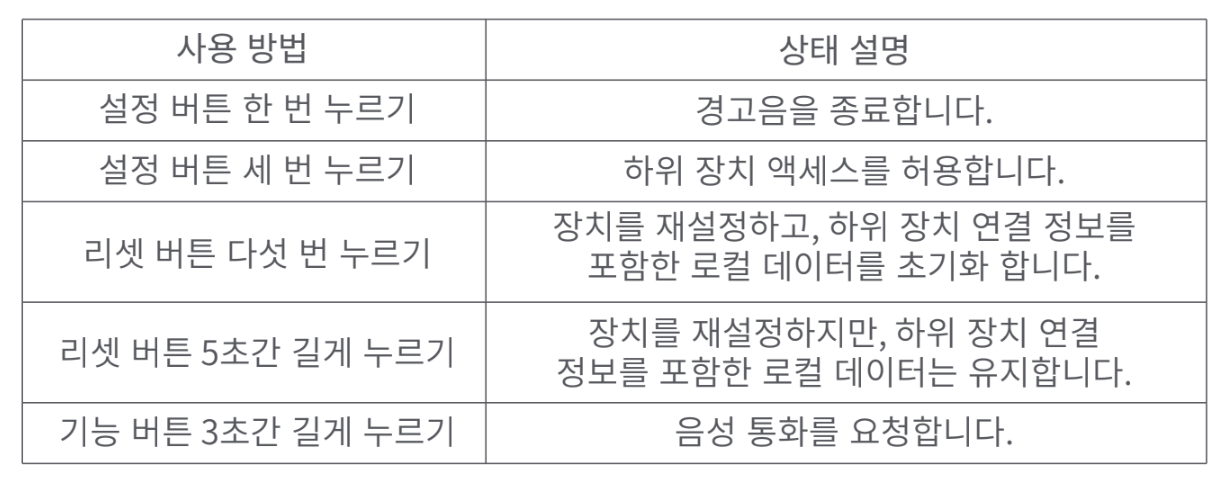 사용 방법
상태 설명
설정 버튼 한 번 누르기
경고음을 종료합니다.
설정 버튼 세 번 누르기
하위 장치 액세스를 허용합니다.
리셋 버튼 다섯 번 누르기
장치를 재설정하고, 하위 장치 연결 정보를
포함한 로컬 데이터를 초기화 합니다.
리셋 버튼 5초간 길게 누르기
장치를 재설정하지만, 하위 장치 연결
정보를 포함한 로컬 데이터는 유지합니다.
기능 버튼 3초간 길게 누르기
음성 통화를 요청합니다.